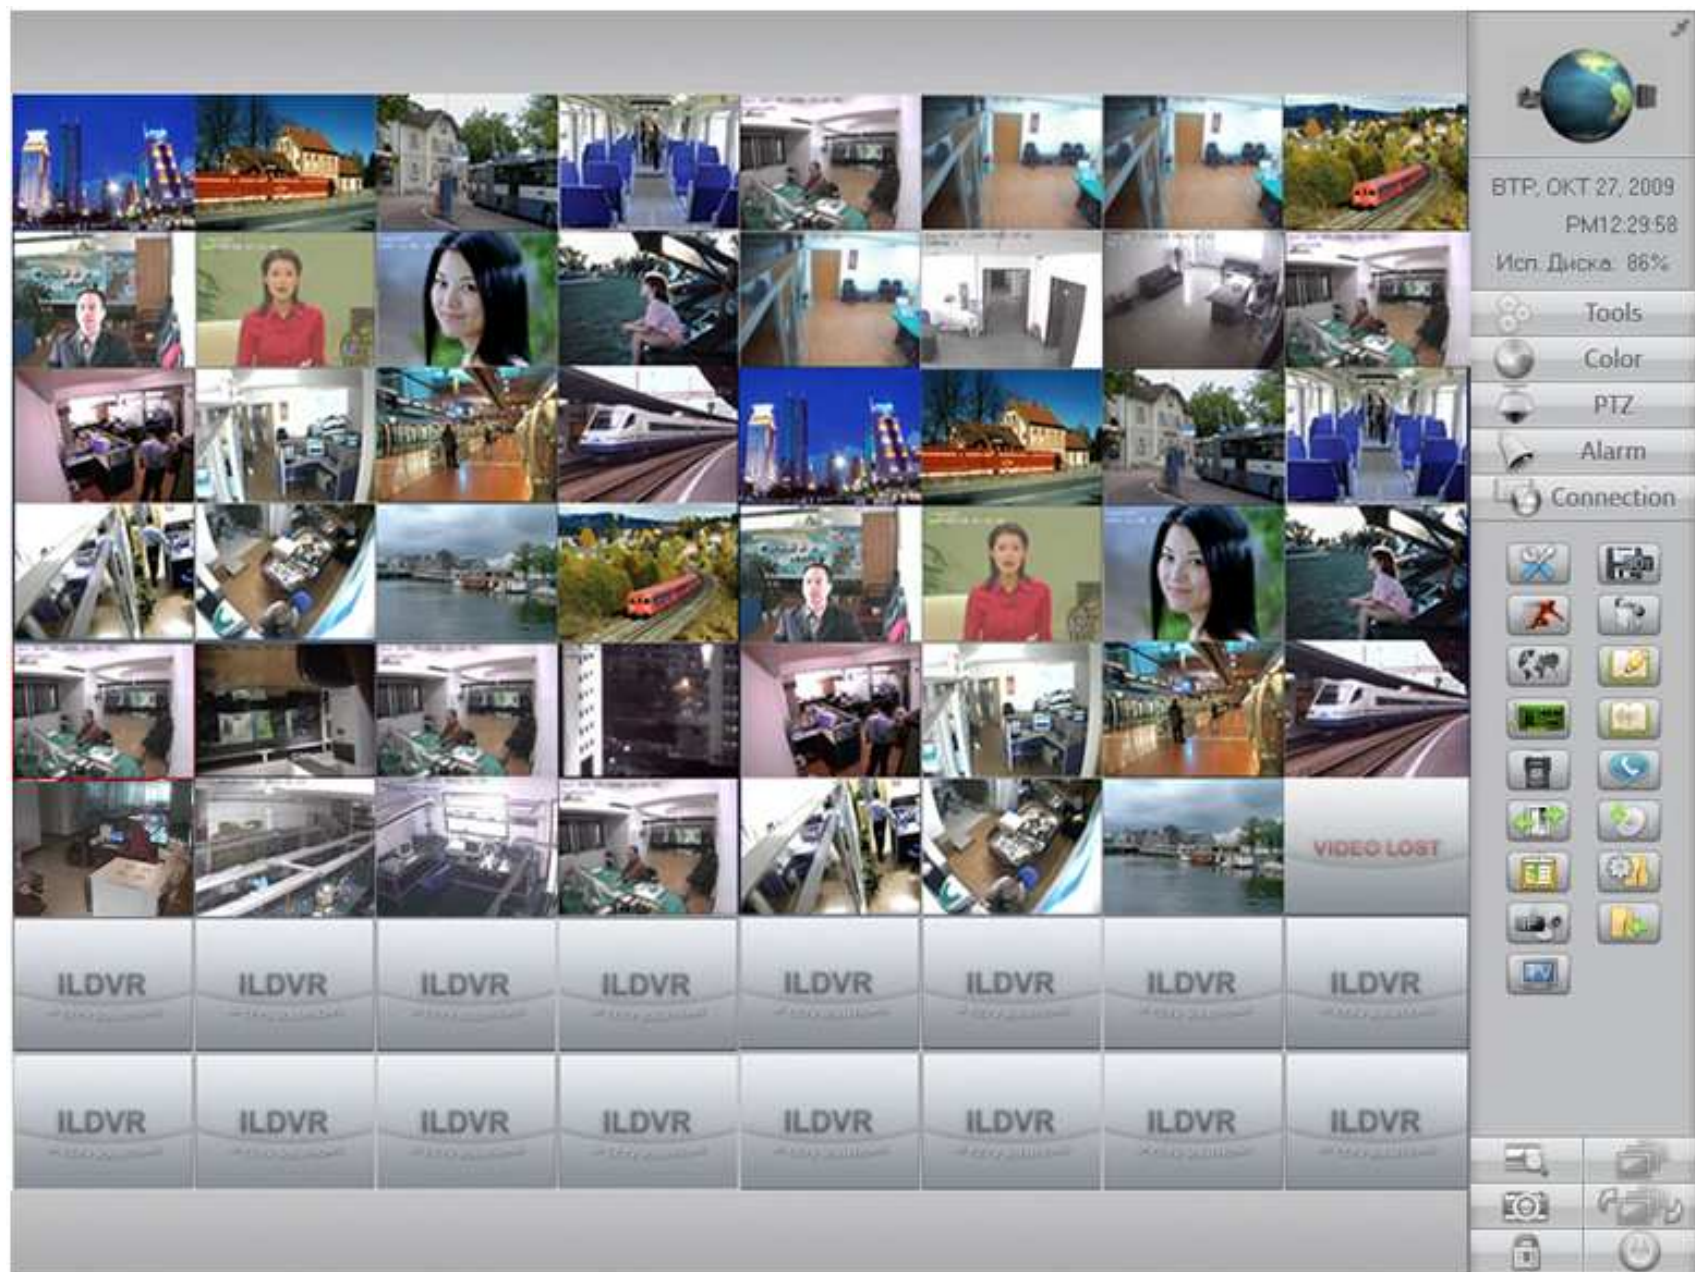 ВТР, ОКТ 27, 2009
PM12:29:58
Исп. Диска: 86%
Tools
Color
PTZ
Alarm
Connection
VIDEO LOST
ILDVR ILDVR ILDVR ILDVR ILDVR ILDVR ILDVR ILDVR
ILDVR ILDVR ILDVR ILDVR ILDVR ILDVR ILDVR ILDVR
TV